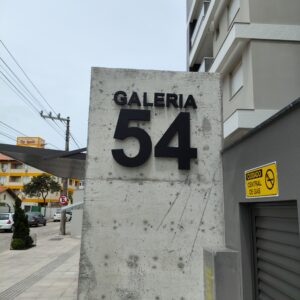 GALERIA
54
CUIDADO
CENTRAL
DE GÁS